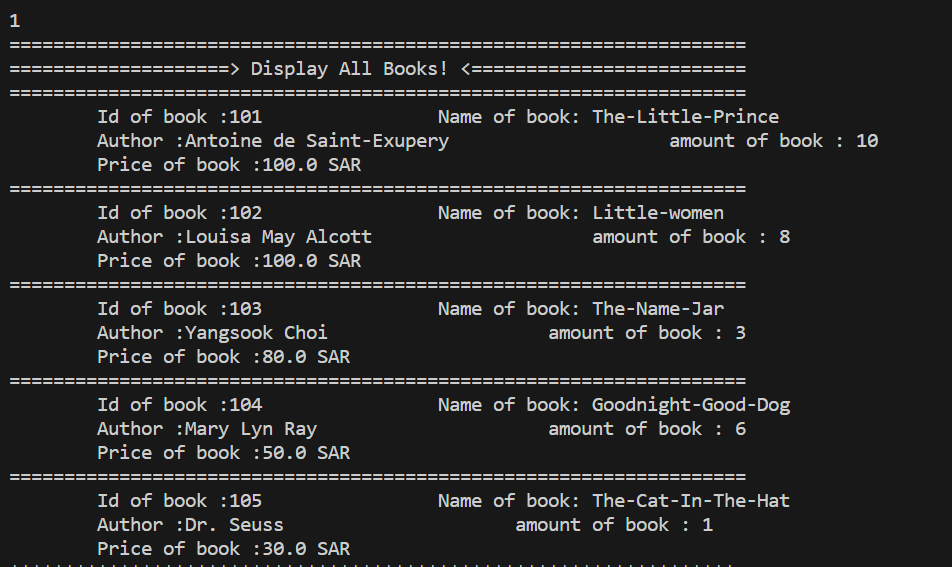 1
===================================================================
====================> Display All Books! <=========================
===================================================================
        Id of book :101                Name of book: The-Little-Prince
        Author :Antoine de Saint-Exupery                    amount of book : 10
        Price of book :100.0 SAR
===================================================================
        Id of book :102                Name of book: Little-women
        Author :Louisa May Alcott                    amount of book : 8
        Price of book :100.0 SAR
===================================================================
        Id of book :103                Name of book: The-Name-Jar
        Author :Yangsook Choi                    amount of book : 3
        Price of book :80.0 SAR
===================================================================
        Id of book :104                Name of book: Goodnight-Good-Dog
        Author :Mary Lyn Ray                     amount of book : 6
        Price of book :50.0 SAR
===================================================================
        Id of book :105                Name of book: The-Cat-In-The-Hat
        Author :Dr. Seuss                     amount of book : 1
        Price of book :30.0 SAR